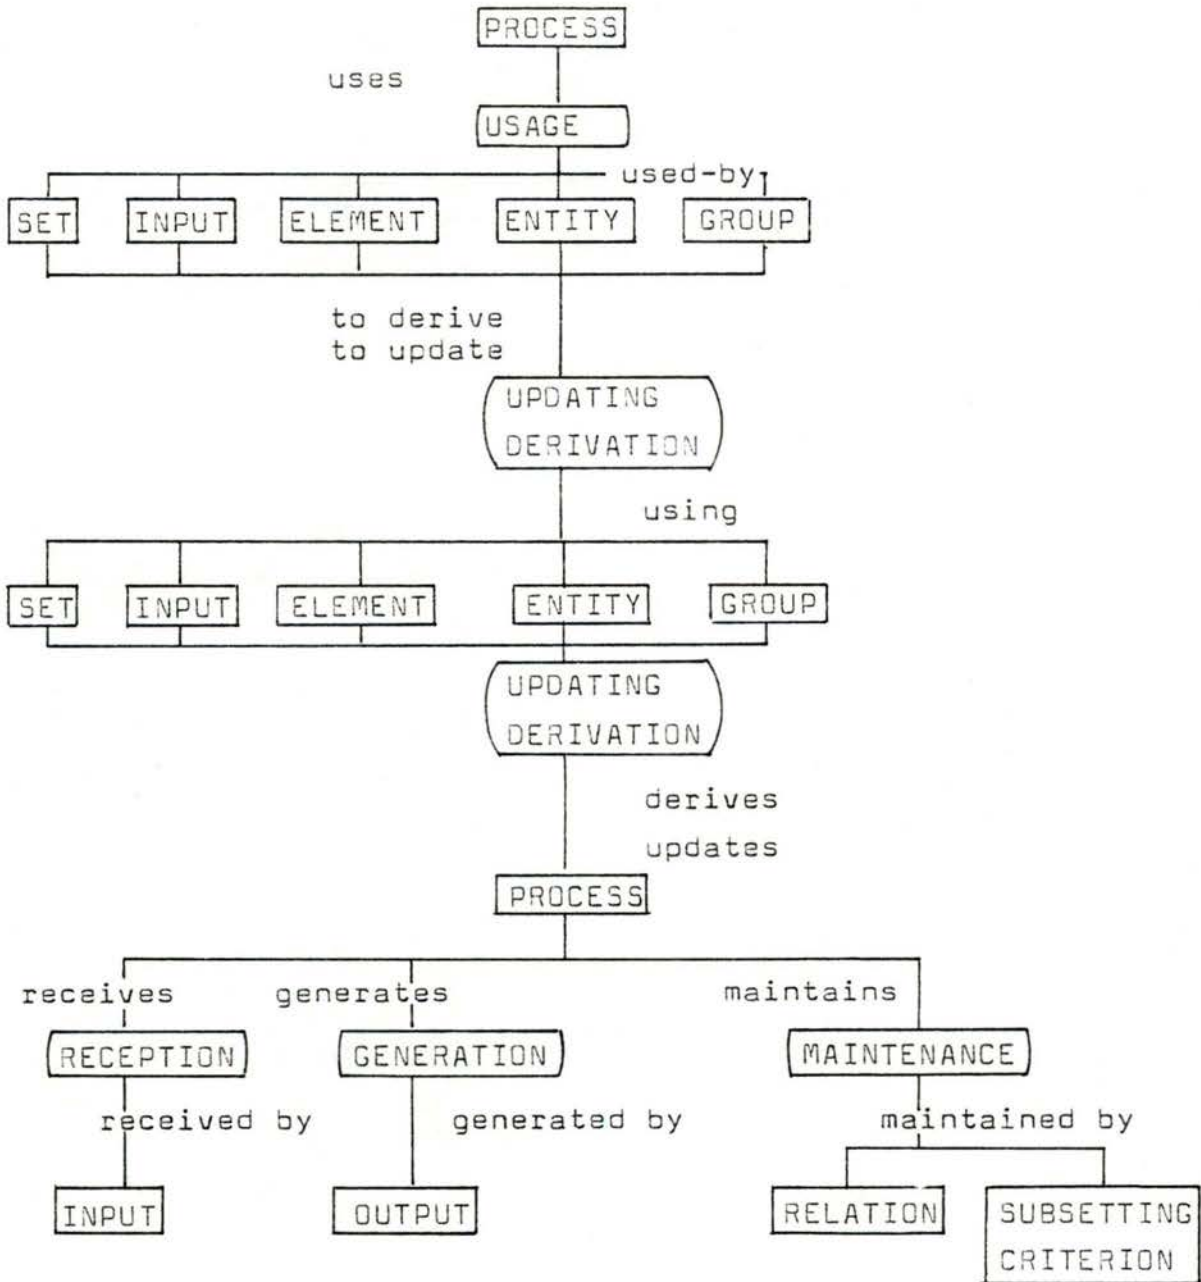 PROCESS
uses
USAGE
used-by
SET INPUT ELEMENT ENTITY GROUP
to derive
to update
UPDATING
DERIVATION
using
SET INPUT ELEMENT ENTITY GROUP
UPDATING
DERIVATION
derives
updates
PROCESS
receives generates maintains
RECEPTION GENERATION MAINTENANCE
received by generated by maintained by
INPUT OUTPUT RELATION SUBSETTING
CRITERION